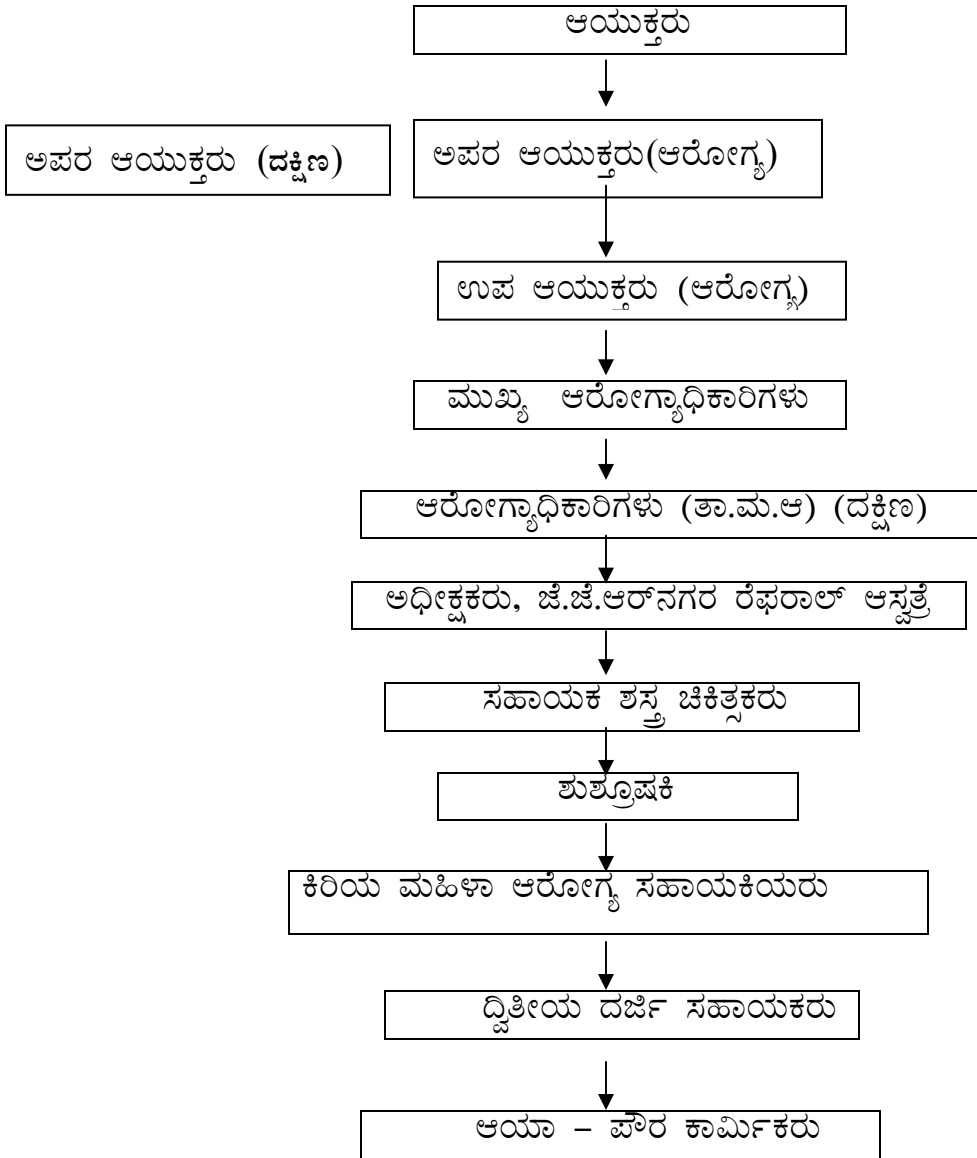 ಆಯುಕ್ತರು
ಅಪರ ಆಯುಕ್ತರು (ದಕ್ಷಿಣ)
ಅಪರ ಆಯುಕ್ತರು(ಆರೋಗ್ಯ)
ಉಪ ಆಯುಕ್ತರು (ಆರೋಗ್ಯ)
ಮುಖ್ಯ ಆರೋಗ್ಯಾಧಿಕಾರಿಗಳು
ಆರೋಗ್ಯಾಧಿಕಾರಿಗಳು (ತಾ.ಮ.ಆ) (ದಕ್ಷಿಣ)
ಅಧೀಕ್ಷಕರು, ಜೆ.ಜೆ.ಆರ್‌ನಗರ ರೆಫರಾಲ್ ಆಸ್ಪತ್ರೆ
ಸಹಾಯಕ ಶಸ್ತ್ರ ಚಿಕಿತ್ಸಕರು
ಶುಶ್ರೂಷಕಿ
ಕಿರಿಯ ಮಹಿಳಾ ಆರೋಗ್ಯ ಸಹಾಯಕಿಯರು
ದ್ವಿತೀಯ ದರ್ಜೆ ಸಹಾಯಕರು
ಆಯಾ – ಪೌರ ಕಾರ್ಮಿಕರು